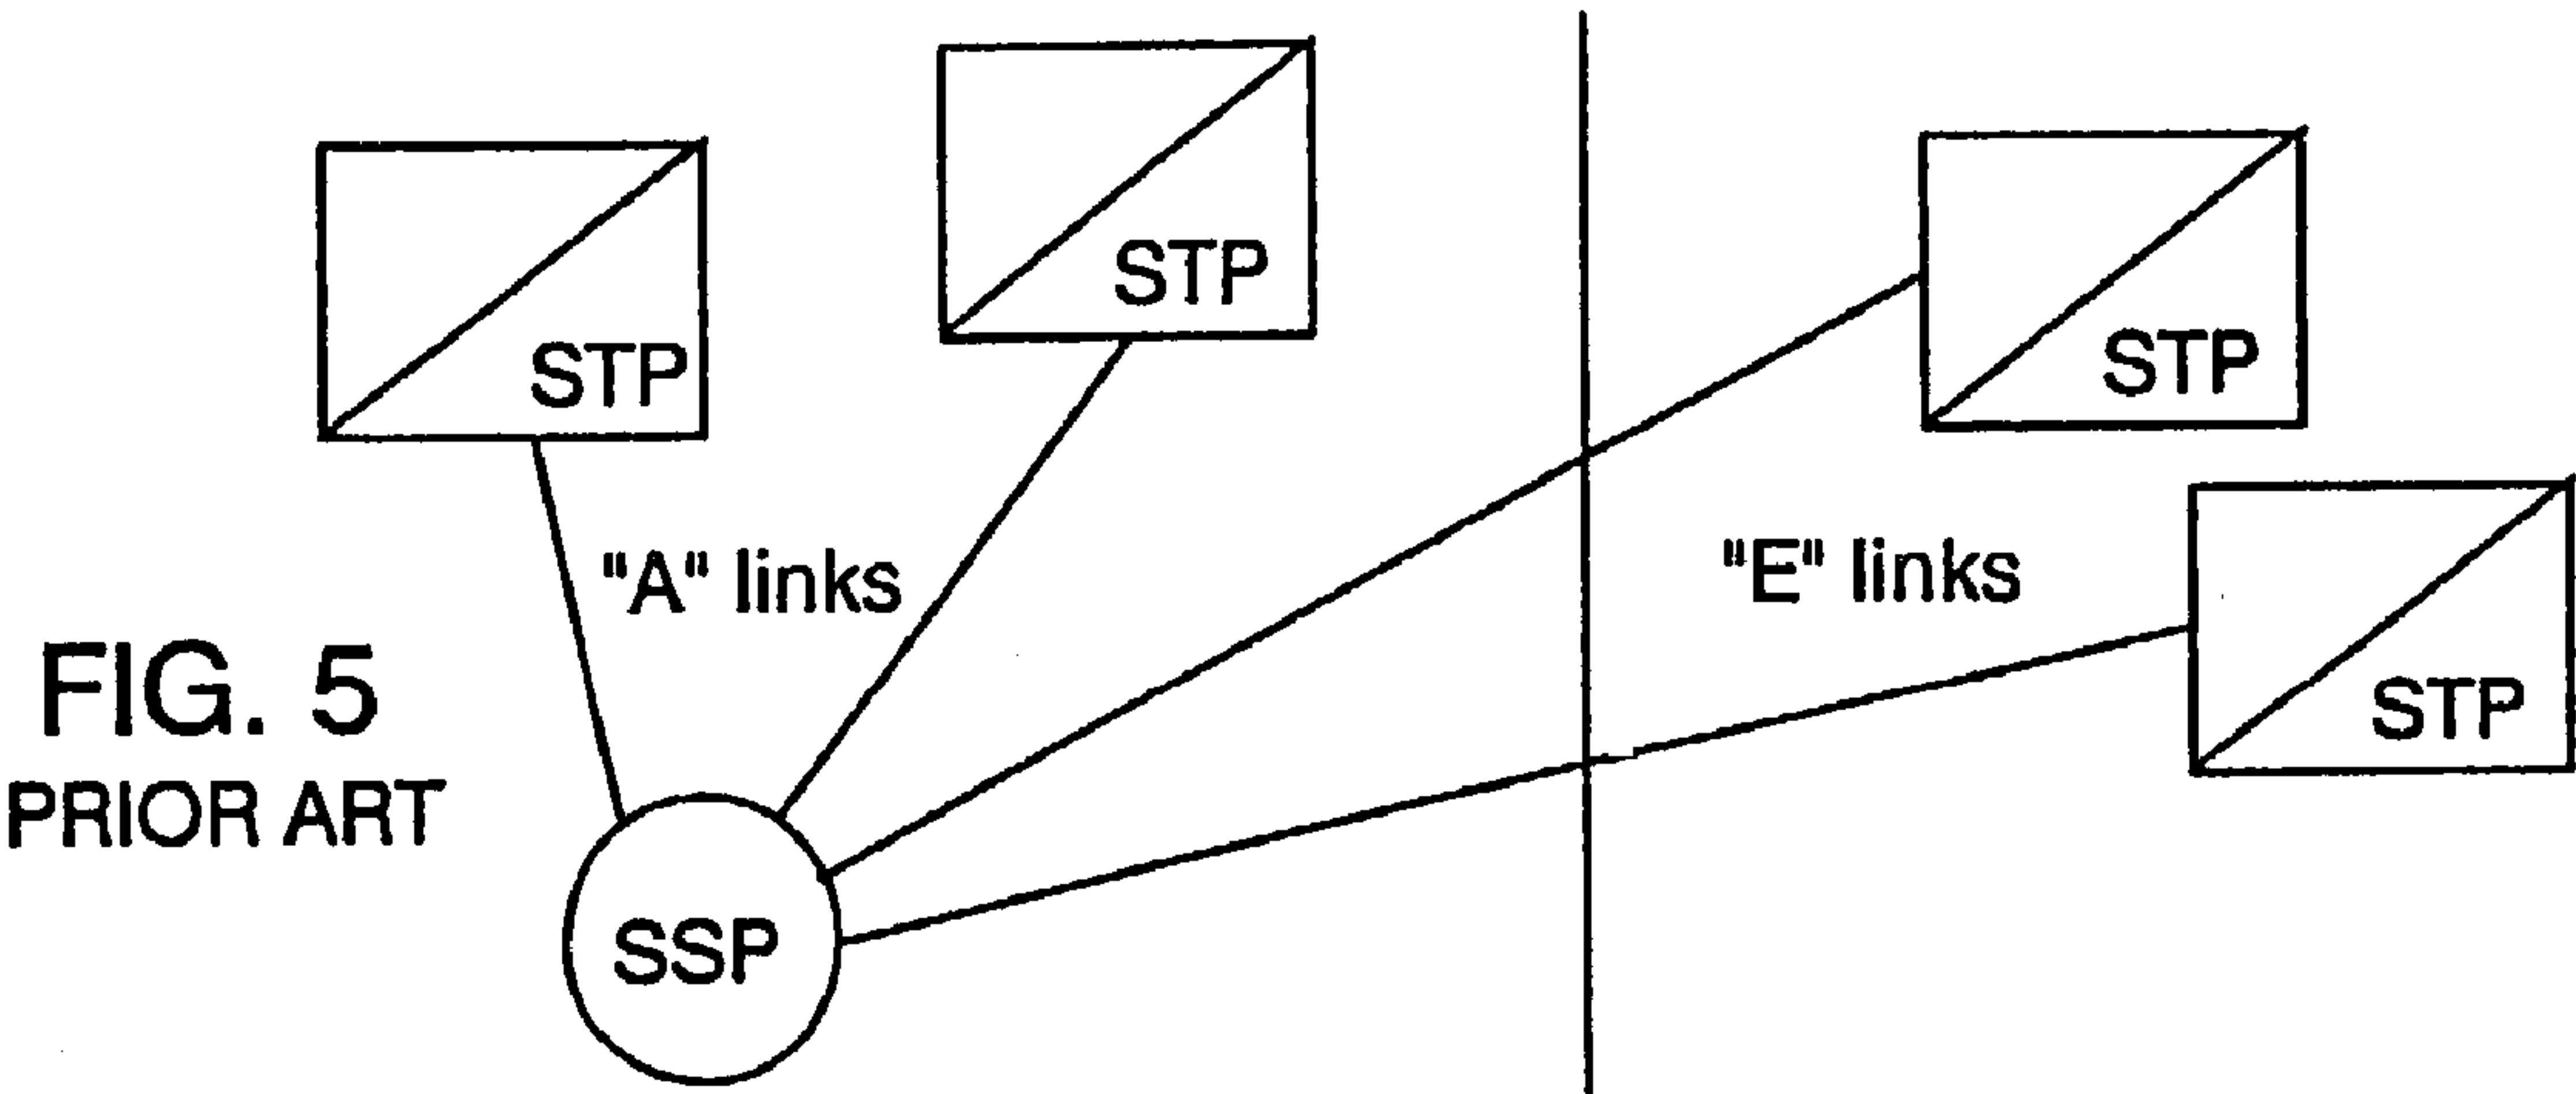 STP
STP
STP
"A" links
"E" links
STP
FIG. 5
PRIOR ART
SSP